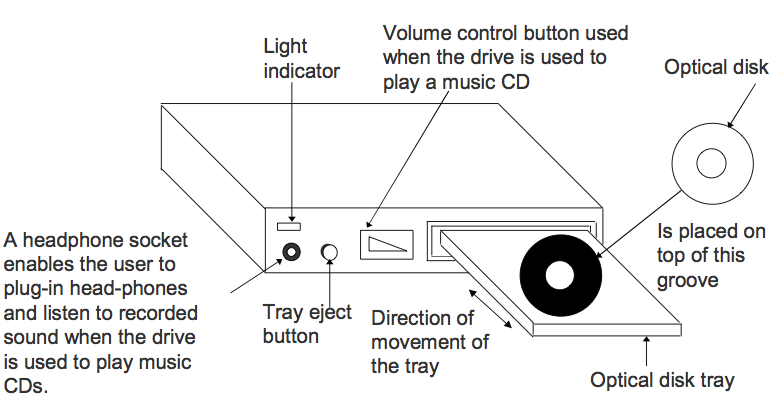 Light
indicator
Volume control button used
when the drive is used to
play a music CD
Optical disk
A headphone socket
enables the user to
plug-in head-phones
and listen to recorded
sound when the drive
is used to play music
CDs.
Tray eject
button
Direction of
movement of
the tray
Is placed on
top of this
groove
Optical disk tray